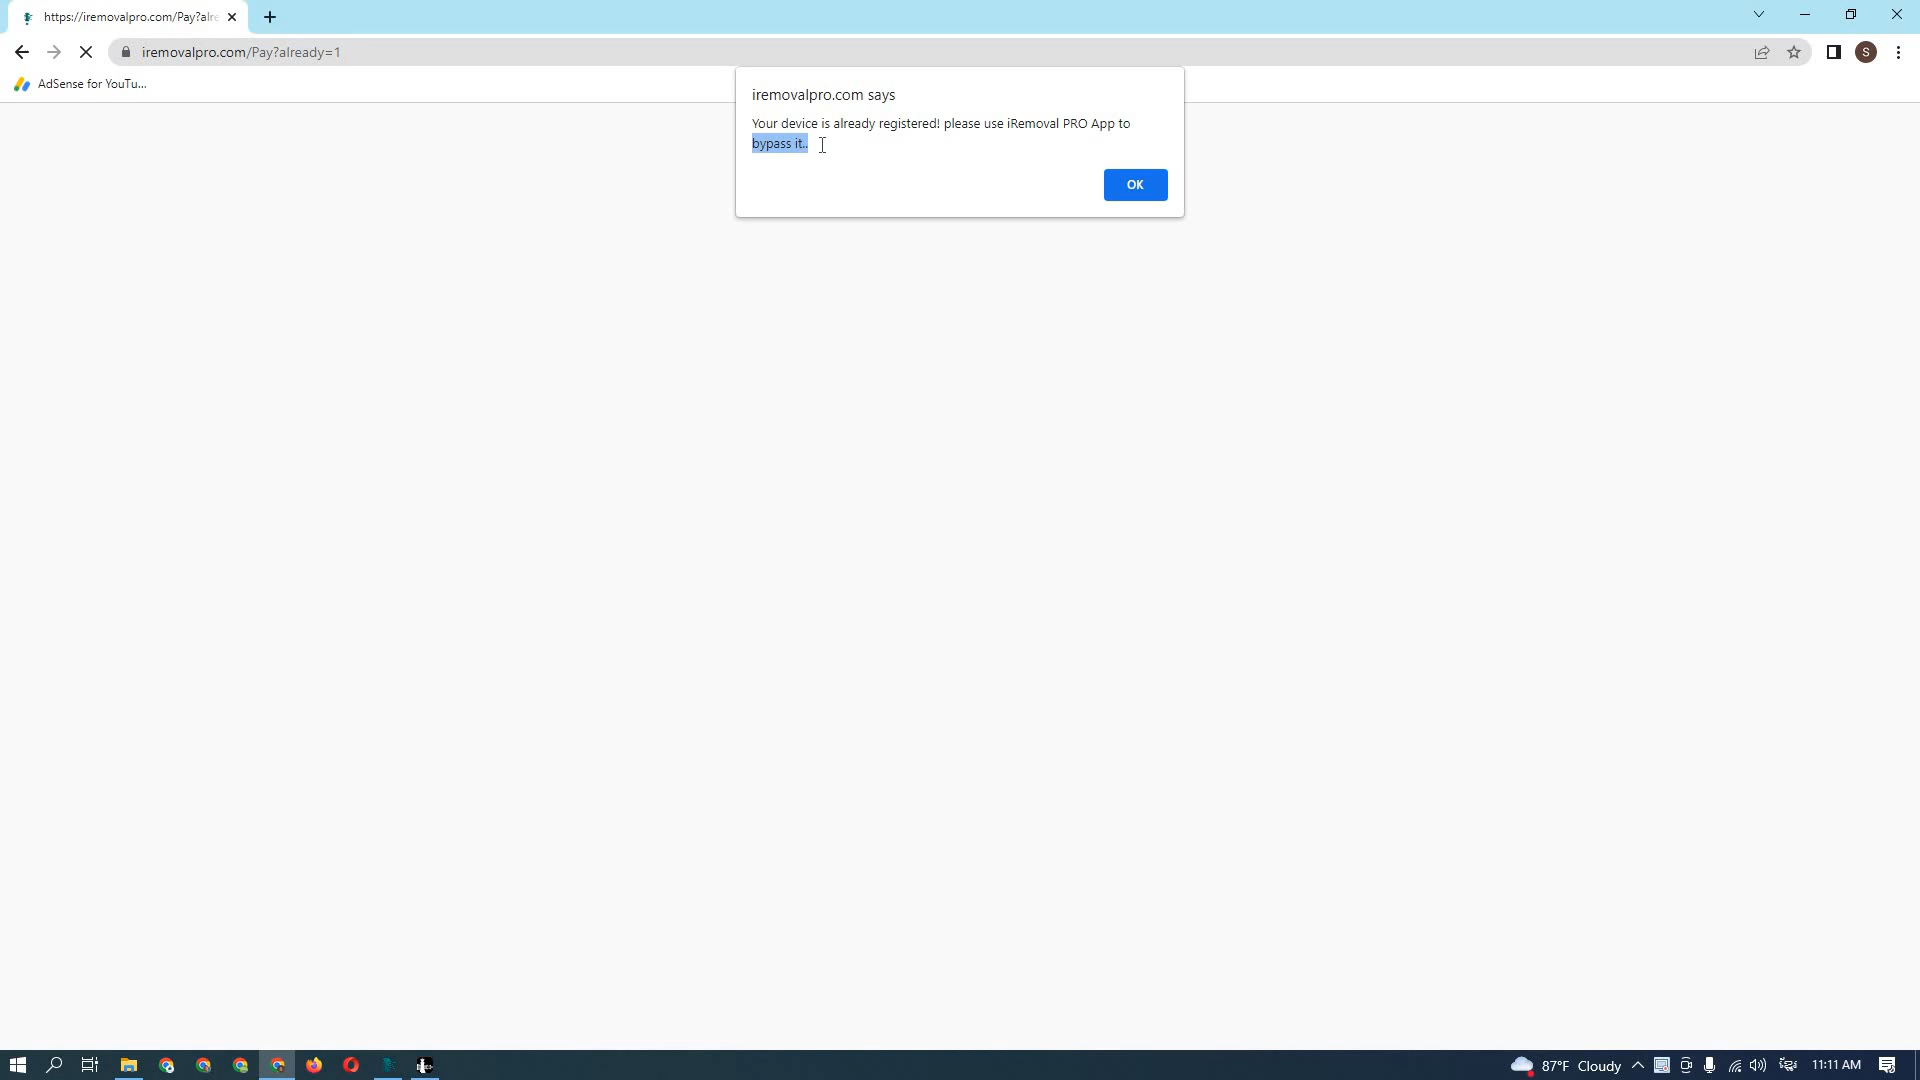 https://iremovalpro.com/Pay?alre
iremovalpro.com/Pay?already=1
S
AdSense for YouTu...
iremovalpro.com says
Your device is already registered! please use iRemoval PRO App to
bypass it..
OK
87°F Cloudy
11:11 AM